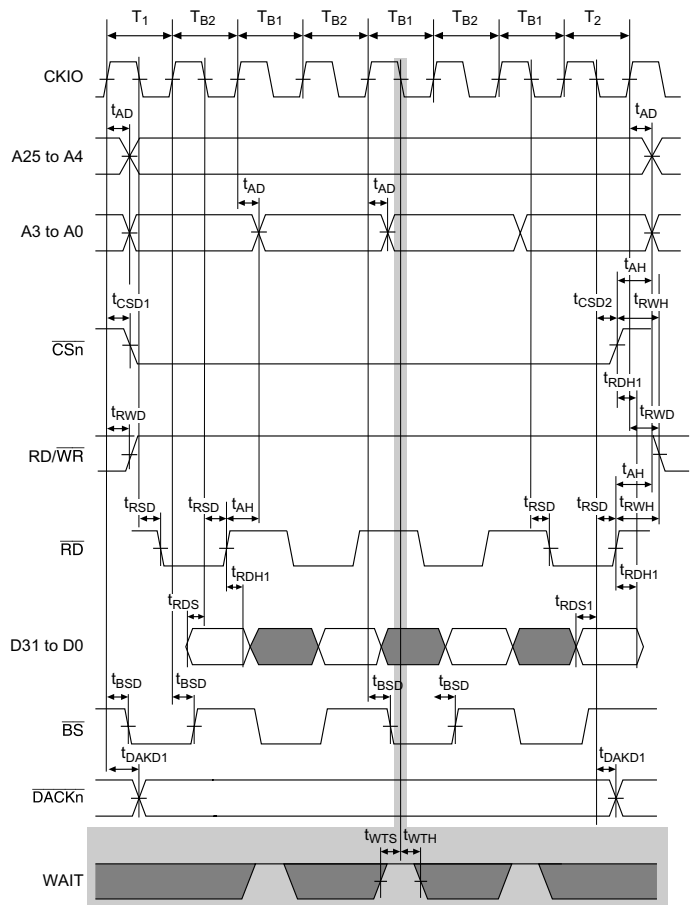 T1 TB2 TB1 TB2 TB1 TB2 TB1 T2
CKIO
tAD tAD
A25 to A4
tAD tAD
A3 to A0
tAH
tCSD1 tCSD2 tRWH
CSn
tRDH1
tRWD tRWD
RD/WR
tAH
tRSD tRSD tAH tRSD tRSD tRWH
RD
tRDH1 tRDH1
tRDS tRDS1
D31 to D0
tBSD tBSD tBSD tBSD
BS
tDAKD1 tDAKD1
DACKn
tWTS tWTH
WAIT